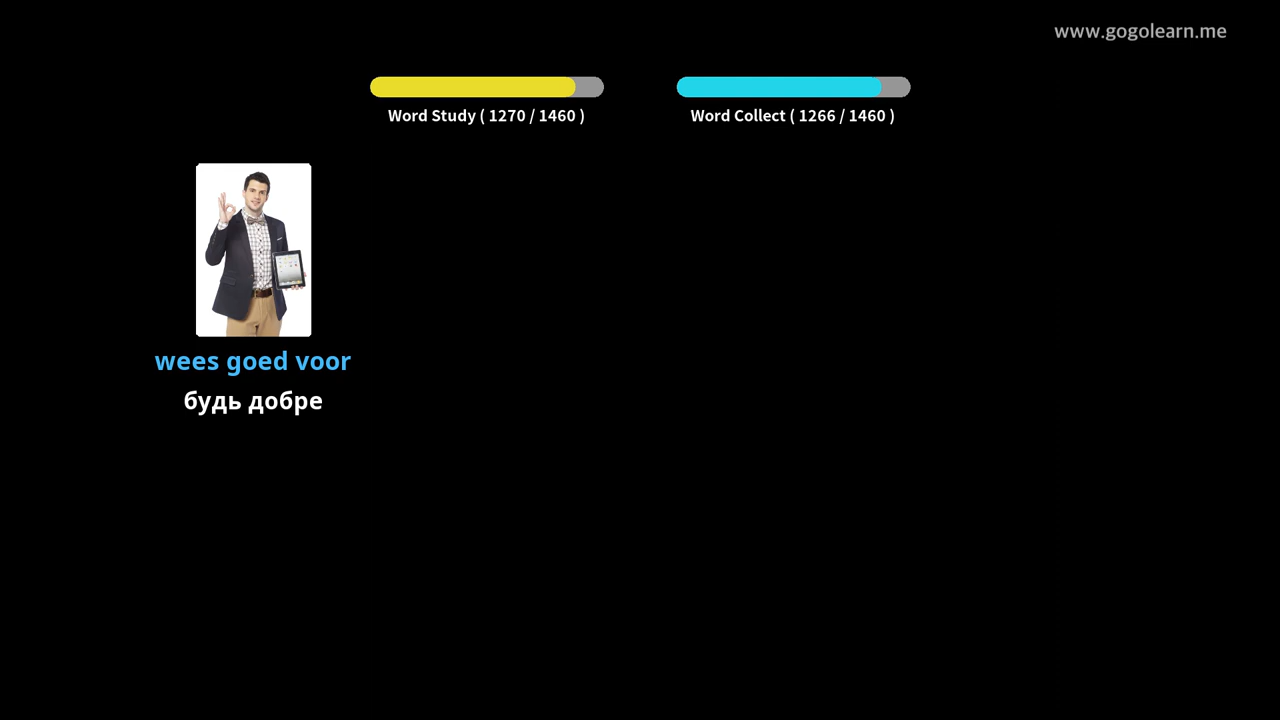 www.gogolearn.me
Word Study ( 1270 / 1460 )
Word Collect ( 1266 / 1460 )
wees goed voor
будь добре